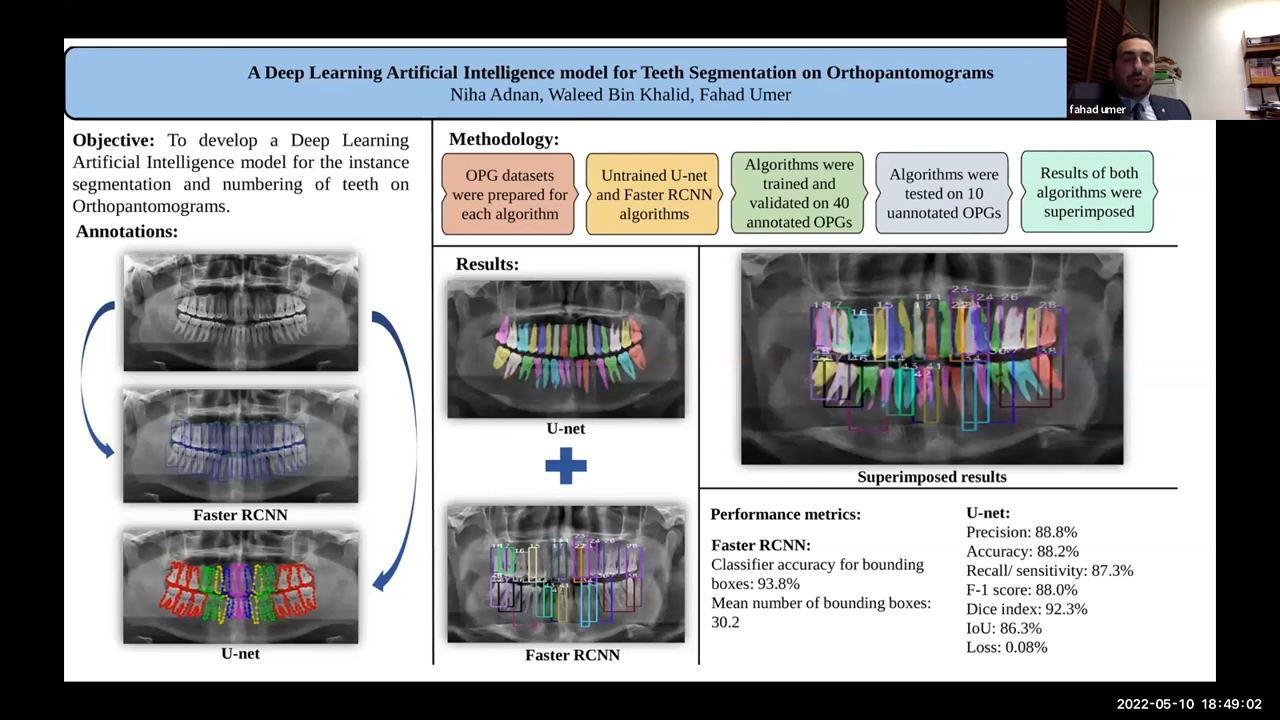 A Deep Learning Artificial Intelligence model for Teeth Segmentation on Orthopantomograms
Niha Adnan, Waleed Bin Khalid, Fahad Umer
fahad umer
Objective: To develop a Deep Learning
Artificial Intelligence model for the instance
segmentation and numbering of teeth on
Orthopantomograms.
Annotations:
Faster RCNN
U-net
Methodology:
OPG datasets
were prepared for
each algorithm
Untrained U-net
and Faster RCNN
algorithms
Algorithms were
trained and
validated on 40
annotated OPGs
Algorithms were
tested on 10
uannotated OPGs
Results of both
algorithms were
superimposed
Results:
U-net
Faster RCNN
Superimposed results
Performance metrics:
Faster RCNN:
Classifier accuracy for bounding
boxes: 93.8%
Mean number of bounding boxes:
30.2
U-net:
Precision: 88.8%
Accuracy: 88.2%
Recall/ sensitivity: 87.3%
F-1 score: 88.0%
Dice index: 92.3%
IoU: 86.3%
Loss: 0.08%
2022-05-10 18:49:02